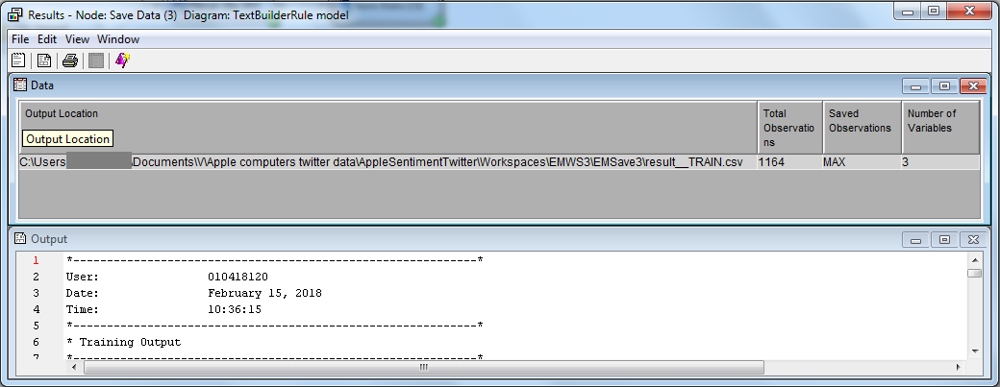 Results - Node: Save Data (3) Diagram: TextBuilderRule model
File Edit View Window
Data
Output Location Total Observatio ns Saved Observations Number of Variables
Output Location
C:\Users \Documents\V\Apple computers twitter data\AppleSentimentTwitter\Workspaces\EMWS3\EMSave3\result__TRAIN.csv 1164 MAX 3
Output
1 *------------------------------------------------------------*
2 User: 010418120
3 Date: February 15, 2018
4 Time: 10:36:15
5 *------------------------------------------------------------*
6 * Training Output
7 *------------------------------------------------------------*